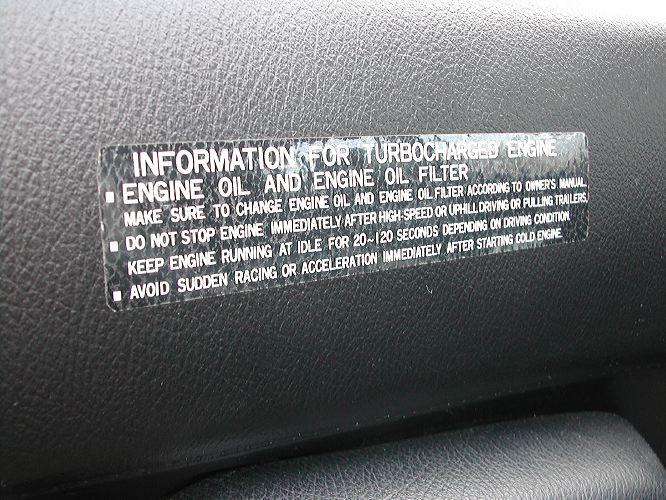 INFORMATION FOR TURBOCHARGED ENGINE
▪ ENGINE OIL AND ENGINE OIL FILTER
MAKE SURE TO CHANGE ENGINE OIL AND ENGINE OIL FILTER ACCORDING TO OWNER'S MANUAL.
▪ DO NOT STOP ENGINE IMMEDIATELY AFTER HIGH-SPEED OR UPHILL DRIVING OR PULLING TRAILERS.
KEEP ENGINE RUNNING AT IDLE FOR 20~120 SECONDS DEPENDING ON DRIVING CONDITION.
▪ AVOID SUDDEN RACING OR ACCELERATION IMMEDIATELY AFTER STARTING COLD ENGINE.